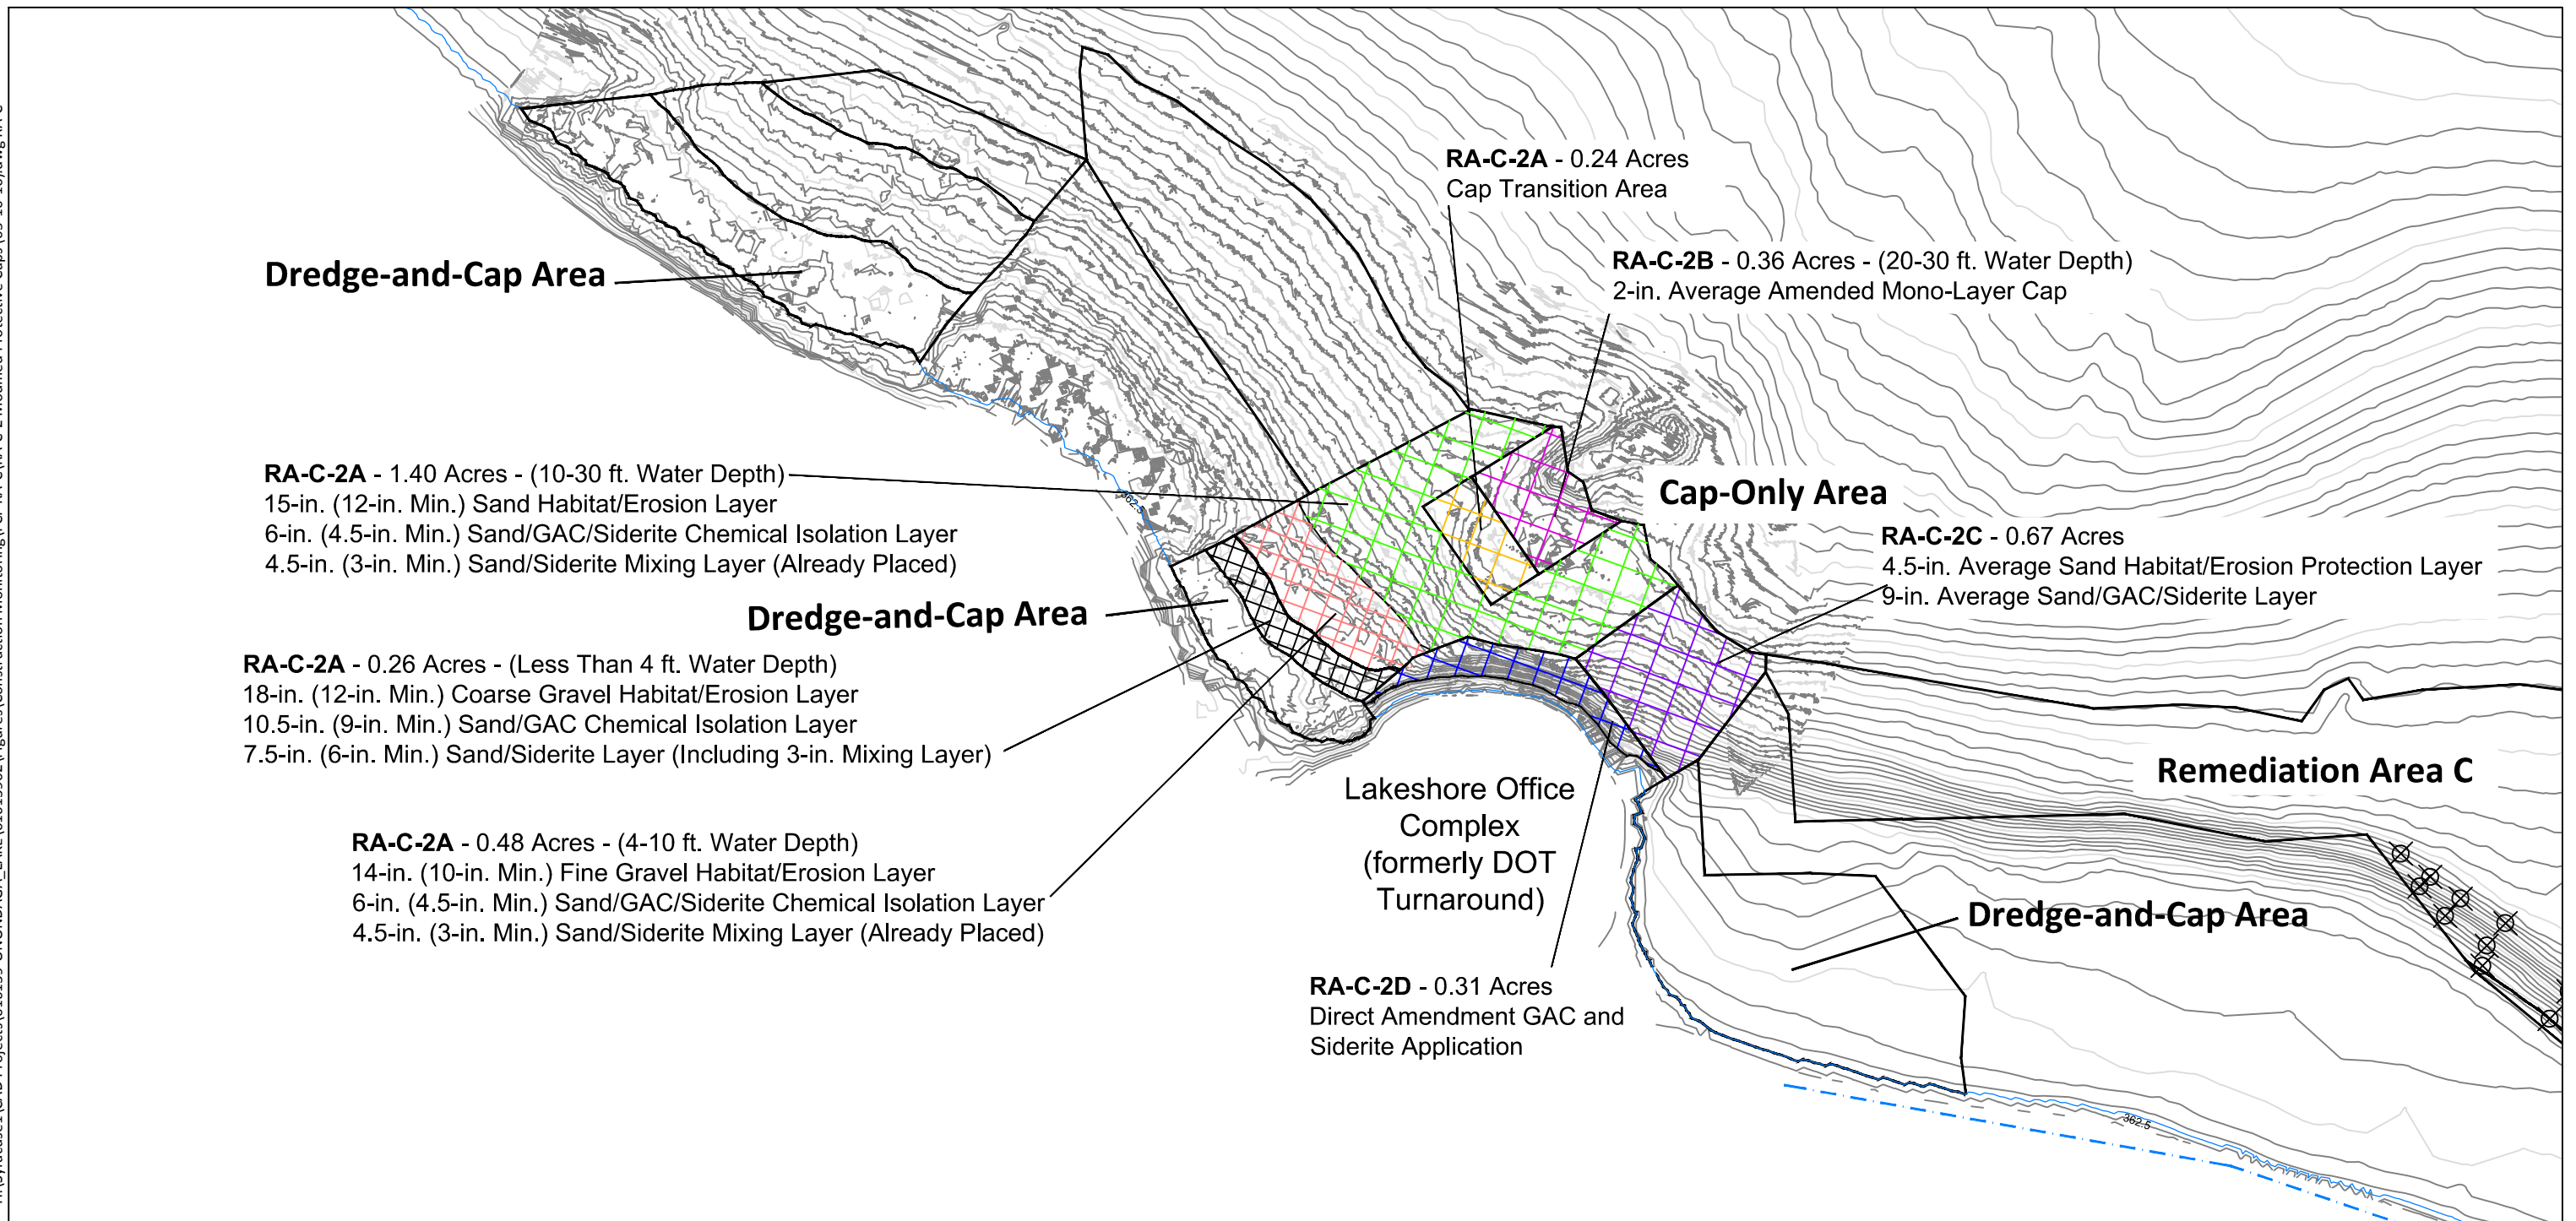 RA-C-2A - 0.24 Acres
Cap Transition Area
RA-C-2B - 0.36 Acres - (20-30 ft. Water Depth)
2-in. Average Amended Mono-Layer Cap
Dredge-and-Cap Area
RA-C-2A - 1.40 Acres - (10-30 ft. Water Depth)
15-in. (12-in. Min.) Sand Habitat/Erosion Layer
6-in. (4.5-in. Min.) Sand/GAC/Siderite Chemical Isolation Layer
4.5-in. (3-in. Min.) Sand/Siderite Mixing Layer (Already Placed)
362.5
Cap-Only Area
RA-C-2C - 0.67 Acres
4.5-in. Average Sand Habitat/Erosion Protection Layer
9-in. Average Sand/GAC/Siderite Layer
Dredge-and-Cap Area
RA-C-2A - 0.26 Acres - (Less Than 4 ft. Water Depth)
18-in. (12-in. Min.) Coarse Gravel Habitat/Erosion Layer
10.5-in. (9-in. Min.) Sand/GAC Chemical Isolation Layer
7.5-in. (6-in. Min.) Sand/Siderite Layer (Including 3-in. Mixing Layer)
Remediation Area C
Lakeshore Office
Complex
(formerly DOT
Turnaround)
RA-C-2A - 0.48 Acres - (4-10 ft. Water Depth)
14-in. (10-in. Min.) Fine Gravel Habitat/Erosion Layer
6-in. (4.5-in. Min.) Sand/GAC/Siderite Chemical Isolation Layer
4.5-in. (3-in. Min.) Sand/Siderite Mixing Layer (Already Placed)
Dredge-and-Cap Area
RA-C-2D - 0.31 Acres
Direct Amendment GAC and
Siderite Application
362.5